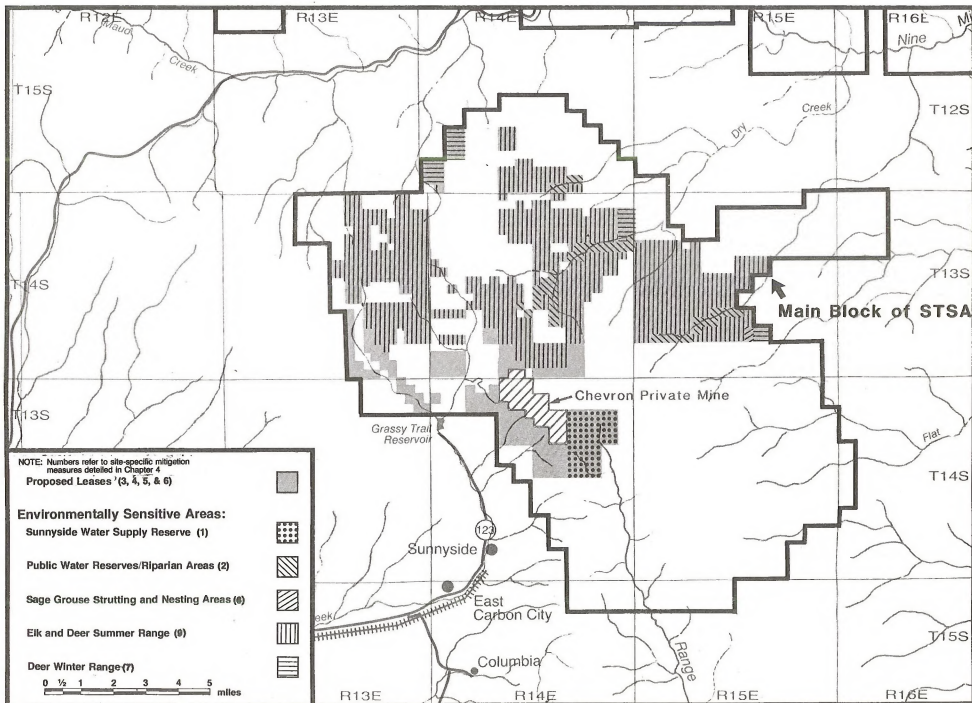 R12E
R13E
R14E
R15E
R16E
Maud
Creek
Nine
T15S
T12S
Dry
Creek
T14S
T13S
Main Block of STSA
Chevron Private Mine
T13S
Grassy Trail
Reservoir
Flat
T14S
NOTE: Numbers refer to site-specific mitigation
measures detailed in Chapter 4
Proposed Leases (3, 4, 5, & 6)
Environmentally Sensitive Areas:
Sunnyside Water Supply Reserve (1)
Public Water Reserves/Riparian Areas (2)
Sage Grouse Strutting and Nesting Areas (6)
Elk and Deer Summer Range (9)
Deer Winter Range (7)
0 ½ 1 2 3 4 5
miles
123
Sunnyside
East
Carbon City
Columbia
Range
T15S
R13E
R14E
R15E
R16E